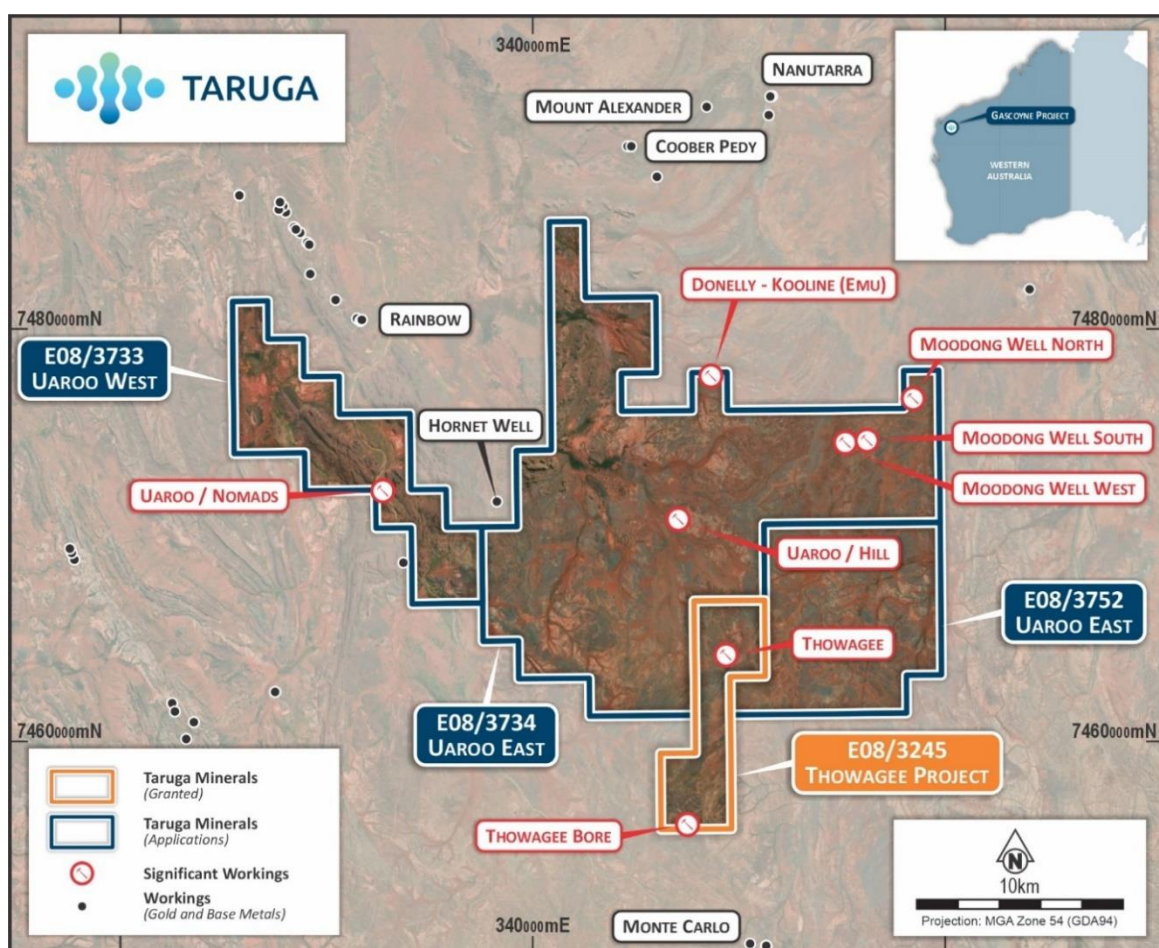 340000mE
TARUGA
NANUTARRA
MOUNT ALEXANDER
COOBER PEDY
GASCOYNE PROJECT
WESTERN
AUSTRALIA
DONELLY - KOOLINE (EMU)
7480000mN
7480000mN
RAINBOW
MOODONG WELL NORTH
E08/3733
UAROO WEST
HORNET WELL
MOODONG WELL SOUTH
MOODONG WELL WEST
UAROO / NOMADS
UAROO / HILL
E08/3752
UAROO EAST
THOWAGEE
E08/3734
UAROO EAST
7460000mN
7460000mN
E08/3245
THOWAGEE PROJECT
THOWAGEE BORE
Taruga Minerals
(Granted)
Taruga Minerals
(Applications)
Significant Workings
Workings
(Gold and Base Metals)
N
10km
Projection: MGA Zone 54 (GDA94)
340000mE
MONTE CARLO